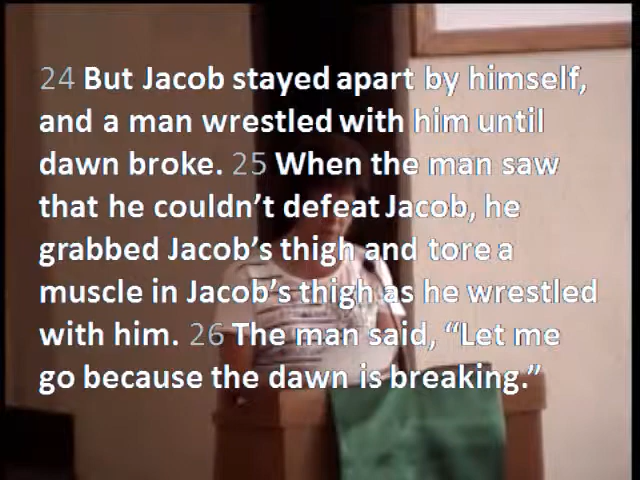 24 But Jacob stayed apart by himself,
and a man wrestled with him until
dawn broke. 25 When the man saw
that he couldn’t defeat Jacob, he
grabbed Jacob’s thigh and tore a
muscle in Jacob’s thigh as he wrestled
with him. 26 The man said, “Let me
go because the dawn is breaking.”